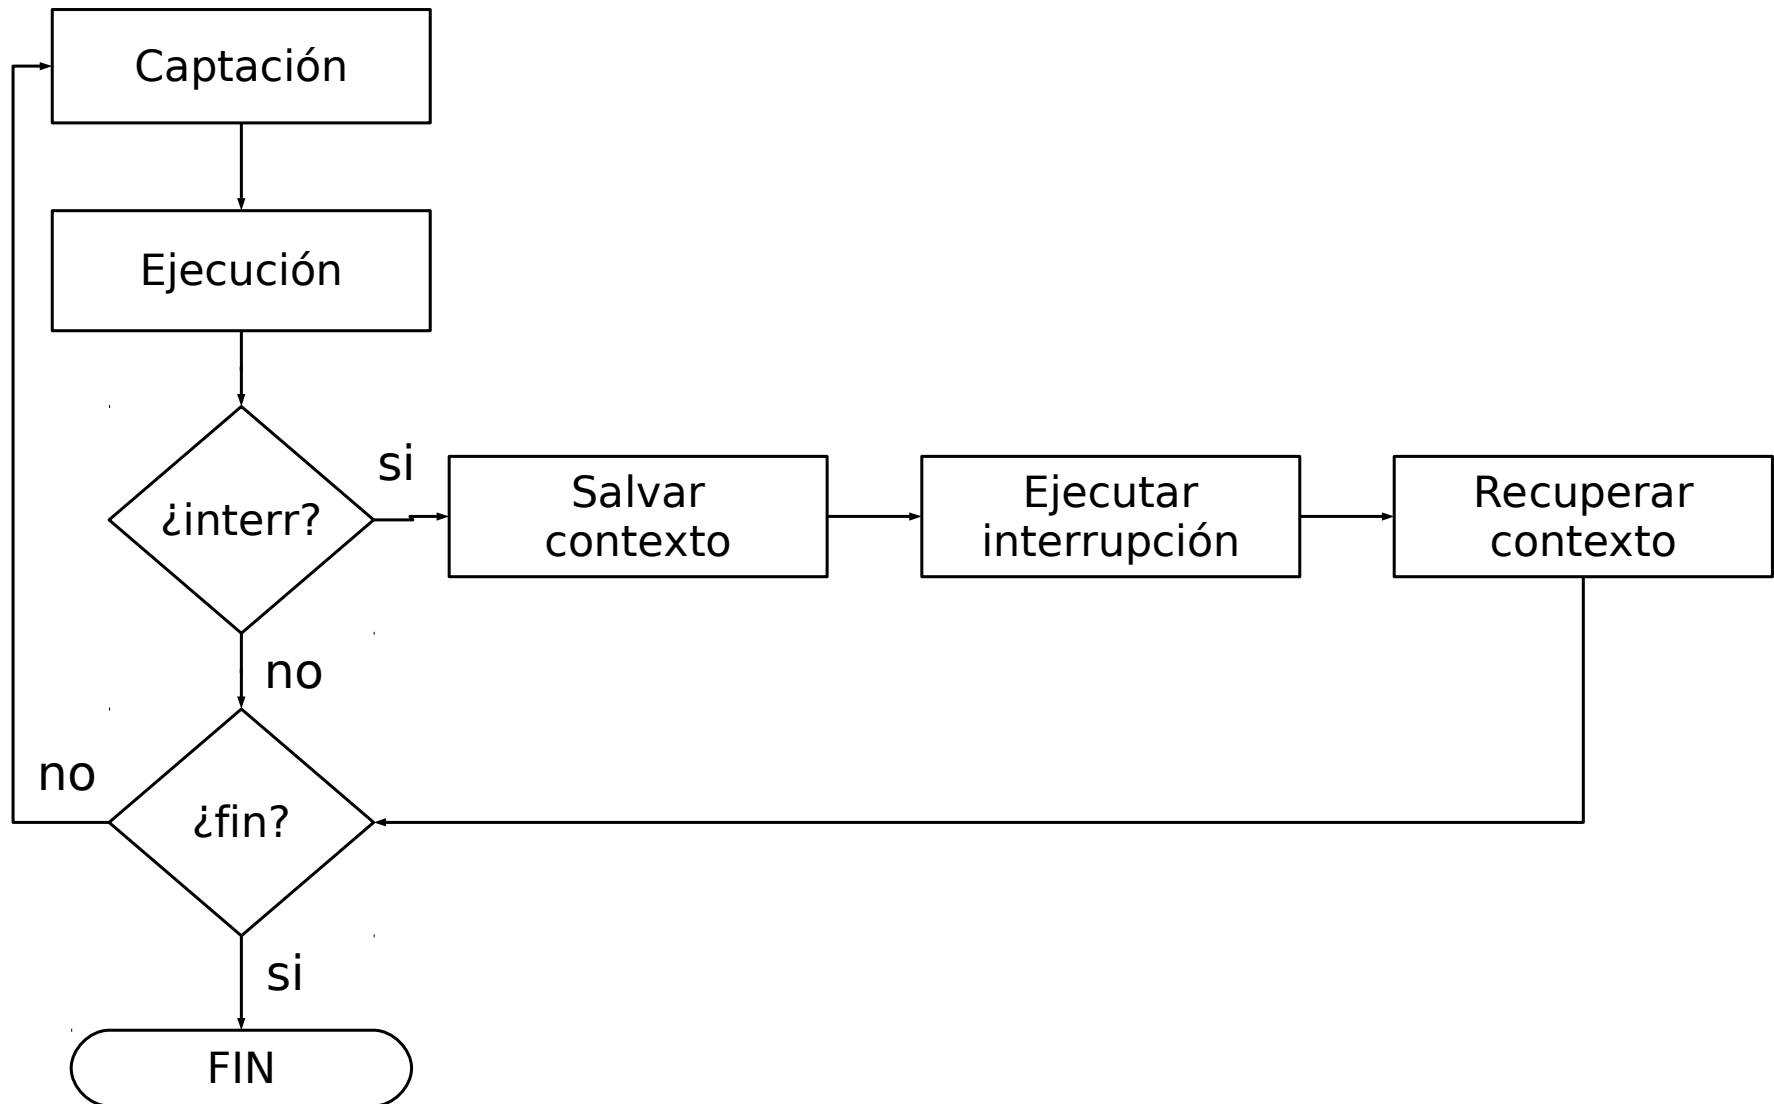 Captación
Ejecución
¿interr?
si
Salvar
contexto
Ejecutar
interrupción
Recuperar
contexto
no
no
¿fin?
si
FIN